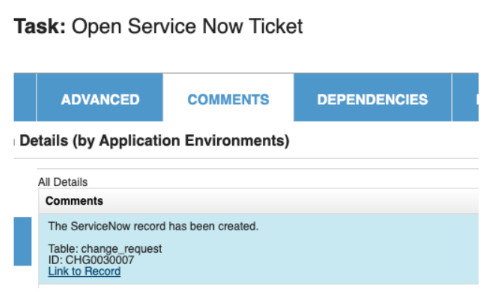 Task: Open Service Now Ticket
ADVANCED COMMENTS DEPENDENCIES
Details (by Application Environments)
All Details
Comments
The ServiceNow record has been created.
Table: change_request
ID: CHG0030007
Link to Record